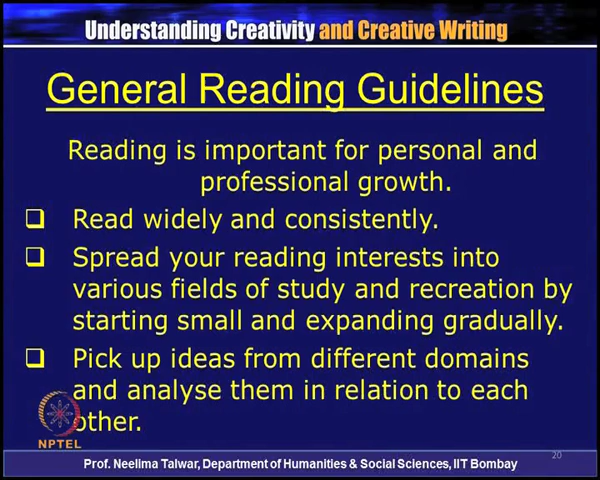 Understanding Creativity and Creative Writing
General Reading Guidelines
Reading is important for personal and
professional growth.
❑ Read widely and consistently.
❑ Spread your reading interests into
various fields of study and recreation by
starting small and expanding gradually.
❑ Pick up ideas from different domains
and analyse them in relation to each
other.
NPTEL
20
Prof. Neelima Talwar, Department of Humanities & Social Sciences, IIT Bombay